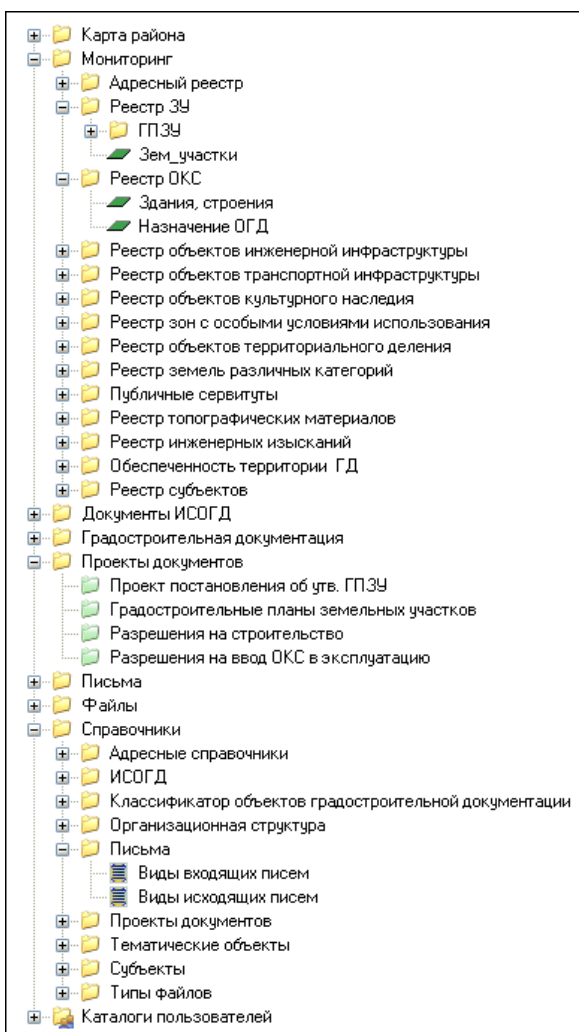 Карта района
Мониторинг
Адресный реестр
Реестр ЗУ
ГПЗУ
Зем_участки
Реестр ОКС
Здания, строения
Назначение ОГД
Реестр объектов инженерной инфраструктуры
Реестр объектов транспортной инфраструктуры
Реестр объектов культурного наследия
Реестр зон с особыми условиями использования
Реестр объектов территориального деления
Реестр земель различных категорий
Публичные сервитуты
Реестр топографических материалов
Реестр инженерных изысканий
Обеспеченность территории ГД
Реестр субъектов
Документы ИСОГД
Градостроительная документация
Проекты документов
Проект постановления об утв. ГПЗУ
Градостроительные планы земельных участков
Разрешения на строительство
Разрешения на ввод ОКС в эксплуатацию
Письма
Файлы
Справочники
Адресные справочники
ИСОГД
Классификатор объектов градостроительной документации
Организационная структура
Письма
Виды входящих писем
Виды исходящих писем
Проекты документов
Тематические объекты
Субъекты
Типы файлов
Каталоги пользователей